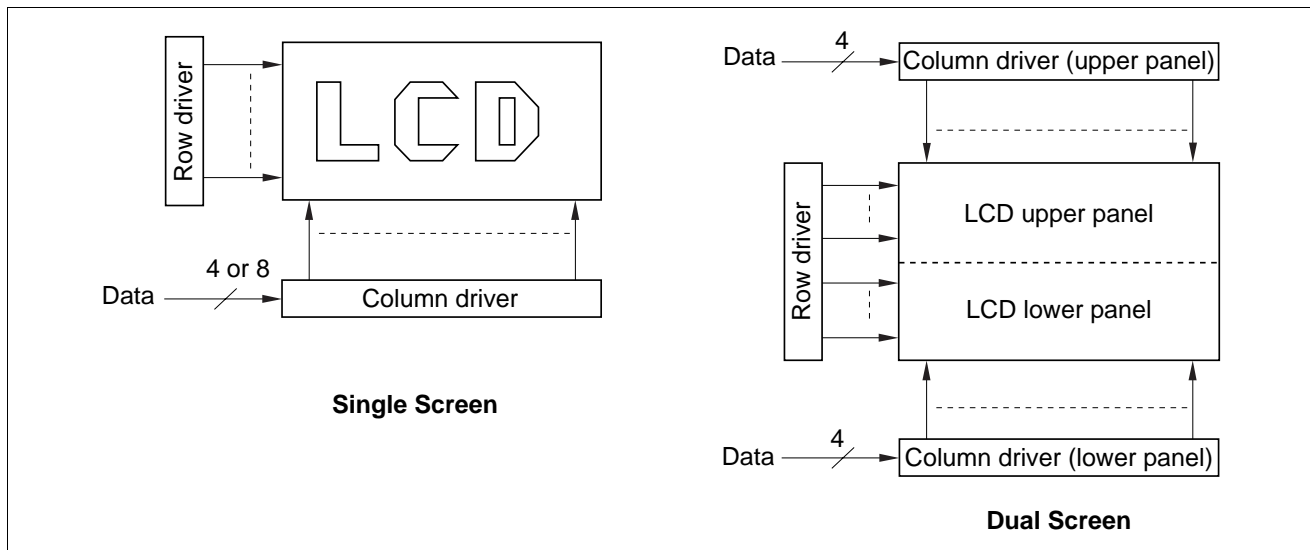 Row driver
LCD
4 or 8
Data
Column driver
Single Screen
4
Data
Column driver (upper panel)
Row driver
LCD upper panel
LCD lower panel
4
Data
Column driver (lower panel)
Dual Screen